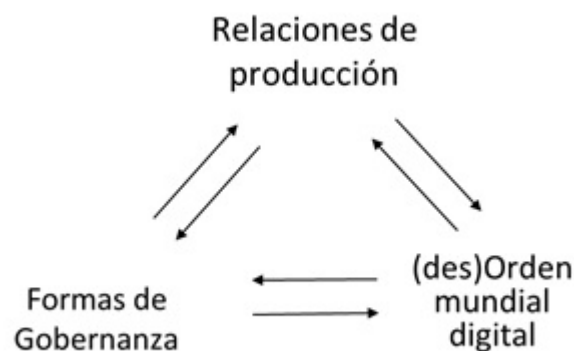 Relaciones de
producción
(des)Orden
mundial
digital
Formas de
Gobernanza